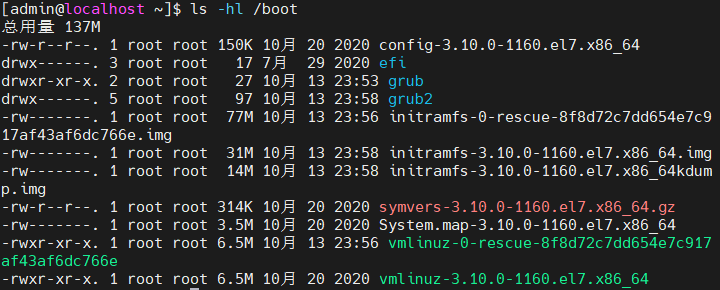 [admin@localhost ~]$ ls -hl /boot
总用量 137M
-rw-r--r--. 1 root root 150K 10月 20 2020 config-3.10.0-1160.el7.x86_64
drwx------. 3 root root   17 7月  29 2020 efi
drwxr-xr-x. 2 root root   27 10月 13 23:53 grub
drwx------. 5 root root   97 10月 13 23:58 grub2
-rw-------. 1 root root  77M 10月 13 23:56 initramfs-0-rescue-8f8d72c7dd654e7c9
17af43af6dc766e.img
-rw-------. 1 root root  31M 10月 13 23:58 initramfs-3.10.0-1160.el7.x86_64.img
-rw-------. 1 root root  14M 10月 13 23:58 initramfs-3.10.0-1160.el7.x86_64kdum
p.img
-rw-r--r--. 1 root root 314K 10月 20 2020 symvers-3.10.0-1160.el7.x86_64.gz
-rw-------. 1 root root 3.5M 10月 20 2020 System.map-3.10.0-1160.el7.x86_64
-rwxr-xr-x. 1 root root 6.5M 10月 13 23:56 vmlinuz-0-rescue-8f8d72c7dd654e7c917
af43af6dc766e
-rwxr-xr-x. 1 root root 6.5M 10月 20 2020 vmlinuz-3.10.0-1160.el7.x86_64